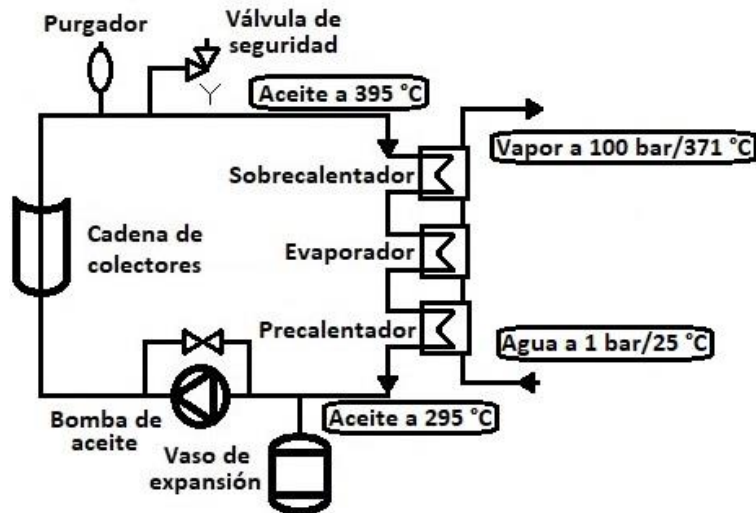 Purgador
Válvula de
seguridad
Aceite a 395 °C
Vapor a 100 bar/371 °C
Sobrecalentador
Cadena de
colectores
Evaporador
Precalentador
Agua a 1 bar/25 °C
Bomba de
aceite
Aceite a 295 °C
Vaso de
expansión